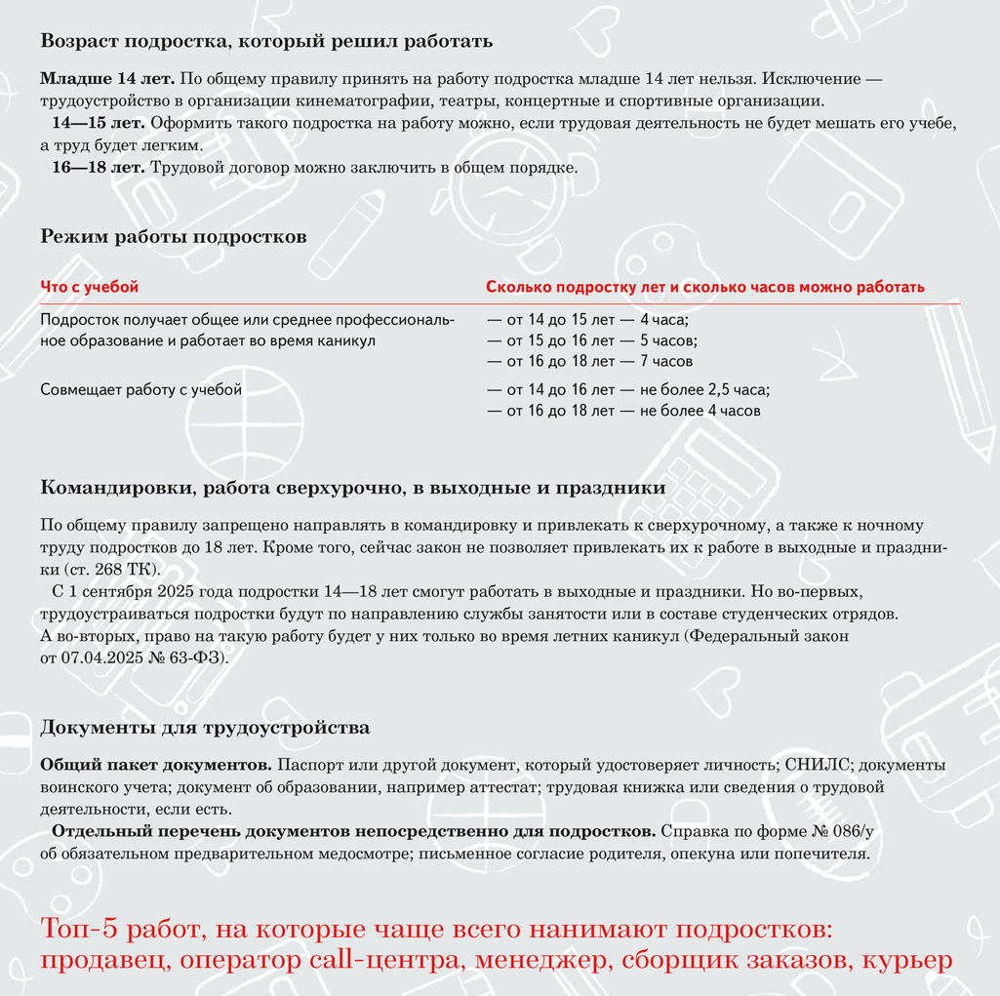 Возраст подростка, который решил работать
Младше 14 лет. По общему правилу принять на работу подростка младше 14 лет нельзя. Исключение —
трудоустройство в организации кинематографии, театры, концертные и спортивные организации.
14—15 лет. Оформить такого подростка на работу можно, если трудовая деятельность не будет мешать его учебе,
а труд будет легким.
16—18 лет. Трудовой договор можно заключить в общем порядке.
Режим работы подростков
Что с учебой
Сколько подростку лет и сколько часов можно работать
Подросток получает общее или среднее профессиональ-
ное образование и работает во время каникул
— от 14 до 15 лет — 4 часа;
— от 15 до 16 лет — 5 часов;
— от 16 до 18 лет — 7 часов
Совмещает работу с учебой
— от 14 до 16 лет — не более 2,5 часа;
— от 16 до 18 лет — не более 4 часов
Командировки, работа сверхурочно, в выходные и праздники
По общему правилу запрещено направлять в командировку и привлекать к сверхурочному, а также к ночному
труду подростков до 18 лет. Кроме того, сейчас закон не позволяет привлекать их к работе в выходные и праздни-
ки (ст. 268 ТК).
С 1 сентября 2025 года подростки 14—18 лет смогут работать в выходные и праздники. Но во-первых,
трудоустраиваться подростки будут по направлению службы занятости или в составе студенческих отрядов.
А во-вторых, право на такую работу будет у них только во время летних каникул (Федеральный закон
от 07.04.2025 № 63-ФЗ).
Документы для трудоустройства
Общий пакет документов. Паспорт или другой документ, который удостоверяет личность; СНИЛС; документы
воинского учета; документ об образовании, например аттестат; трудовая книжка или сведения о трудовой
деятельности, если есть.
Отдельный перечень документов непосредственно для подростков. Справка по форме № 086/у
об обязательном предварительном медосмотре; письменное согласие родителя, опекуна или попечителя.
Топ-5 работ, на которые чаще всего нанимают подростков:
продавец, оператор call-центра, менеджер, сборщик заказов, курьер